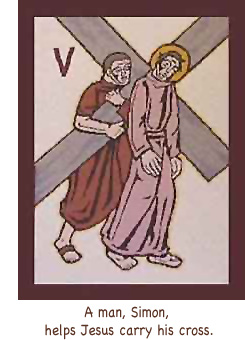 V
A man, Simon,
helps Jesus carry his cross.